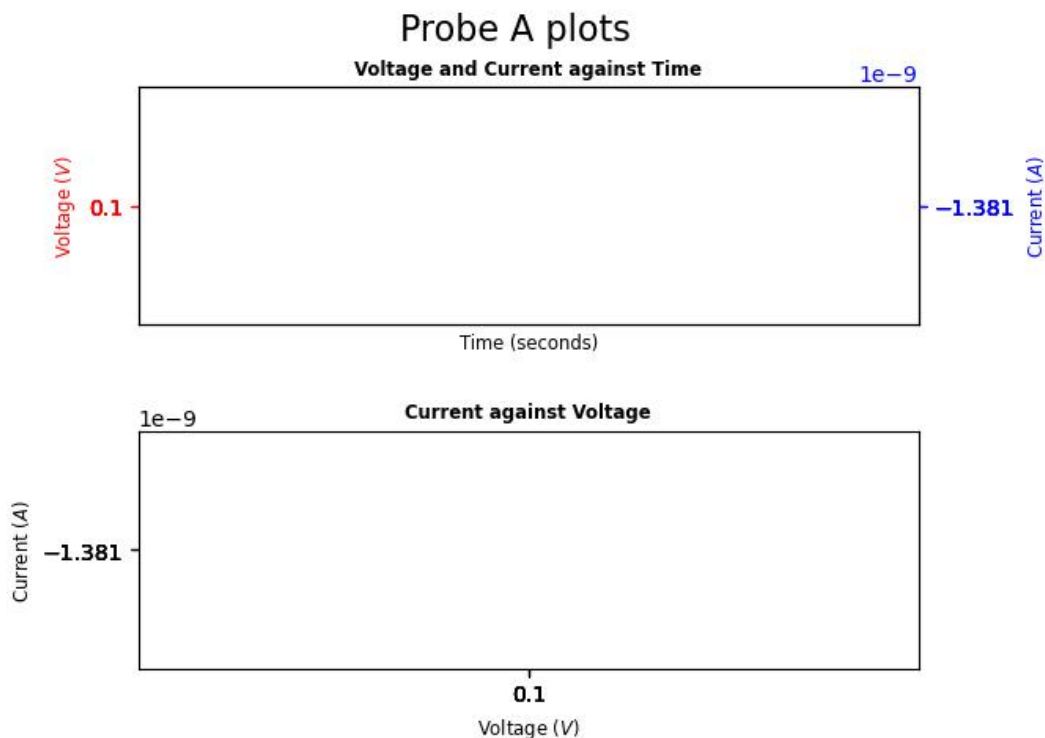 Probe A plots
Voltage and Current against Time
1e−9
Voltage (V)
0.1
−1.381
Current (A)
Time (seconds)
Current against Voltage
1e−9
Current (A)
−1.381
0.1
Voltage (V)